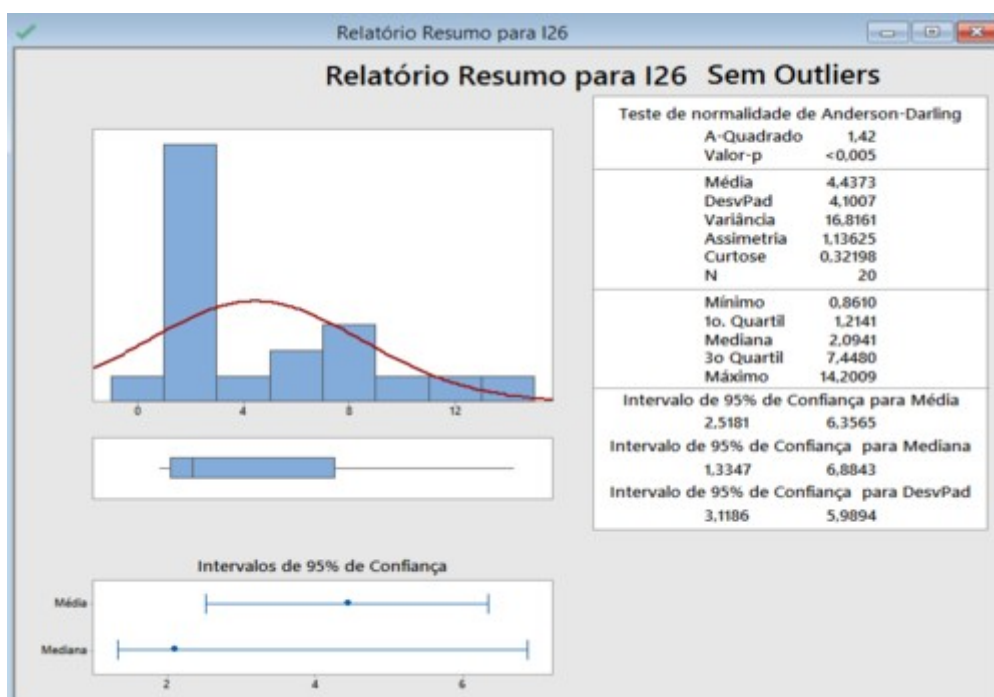 Relatório Resumo para I26
Relatório Resumo para I26 Sem Outliers
Teste de normalidade de Anderson-Darling
A-Quadrado 1,42
Valor-p <0,005
Média 4,4373
DesvPad 4,1007
Variância 16,8161
Assimetria 1,13625
Curtose 0,32198
N 20
Mínimo 0,8610
1o. Quartil 1,2141
Mediana 2,0941
3o Quartil 7,4480
Máximo 14,2009
Intervalo de 95% de Confiança para Média
2,5181 6,3565
Intervalo de 95% de Confiança para Mediana
1,3347 6,8843
Intervalo de 95% de Confiança para DesvPad
3,1186 5,9894
0 4 8 12
Intervalos de 95% de Confiança
Média
Mediana
2 4 6